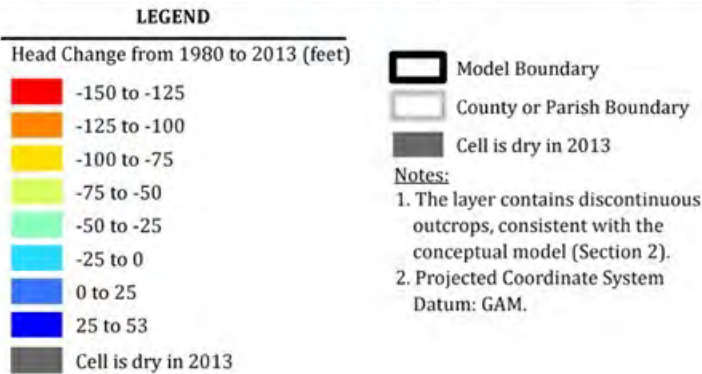 LEGEND
Head Change from 1980 to 2013 (feet)
-150 to -125
-125 to -100
-100 to -75
-75 to -50
-50 to -25
-25 to 0
0 to 25
25 to 53
Cell is dry in 2013
Model Boundary
County or Parish Boundary
Cell is dry in 2013
Notes:
1. The layer contains discontinuous
outcrops, consistent with the
conceptual model (Section 2).
2. Projected Coordinate System
Datum: GAM.